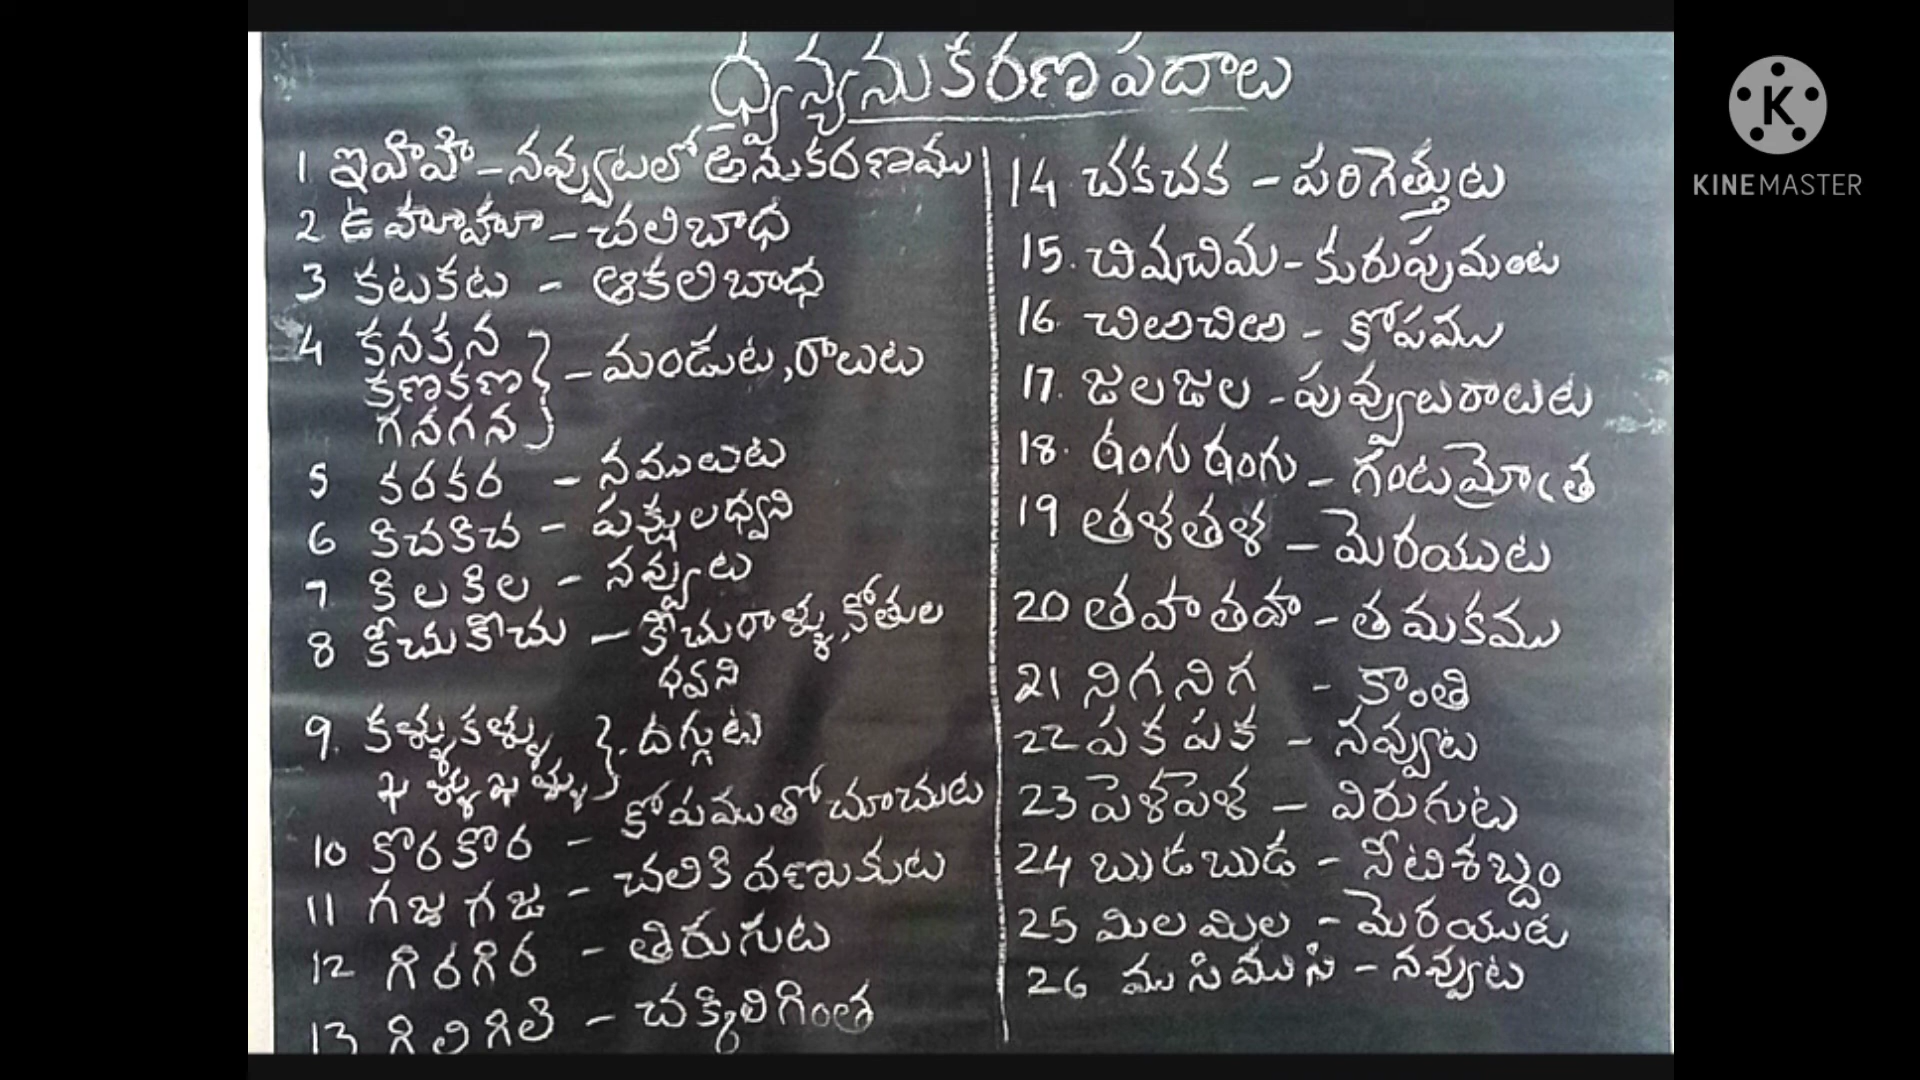 ధ్వన్యనుకరణపదాలు
1 ఇహిహి - నవ్వుటలో అనుకరణము
2 ఉహూహూ - చలిబాధ
3 కటకట - ఆకలిబాధ
4 కనకన
కణకణ } - మండుట, రాలుట
గనగన
5 కరకర - నములుట
6 కిచకిచ - పక్షులధ్వని
7 కిలకిల - నవ్వుట
8 కీచుకీచు - కీచురాళ్ళు, కోతుల
ధవని
9. కళ్ళుకళ్ళు } . దగ్గుట
ఖళ్ళుఖళ్ళు
10 కొరకొర - కోపముతో చూచుట
11 గజగజ - చలికి వణుకుట
12 గిరగిర - తిరుగుట
13 గిలిగిలి - చక్కిలిగింత
14 చకచక - పరిగెత్తుట
15. చిమచిమ - కురుపుమంట
16. చిఱచిఱ - కోపము
17. జలజల - పువ్వులురాలుట
18. ఠంగుఠంగు - గంటమ్రోఁత
19 తళతళ - మెరయుట
20 తహతహ - తమకము
21 నిగనిగ - కాంతి
22 పకపక - నవ్వుట
23 పెళపెళ - విరుగుట
24 బుడబుడ - నీటిశబ్దం
25 మిలమిల - మెరయుట
26 ముసిముసి - నవ్వుట
K
KINEMASTER